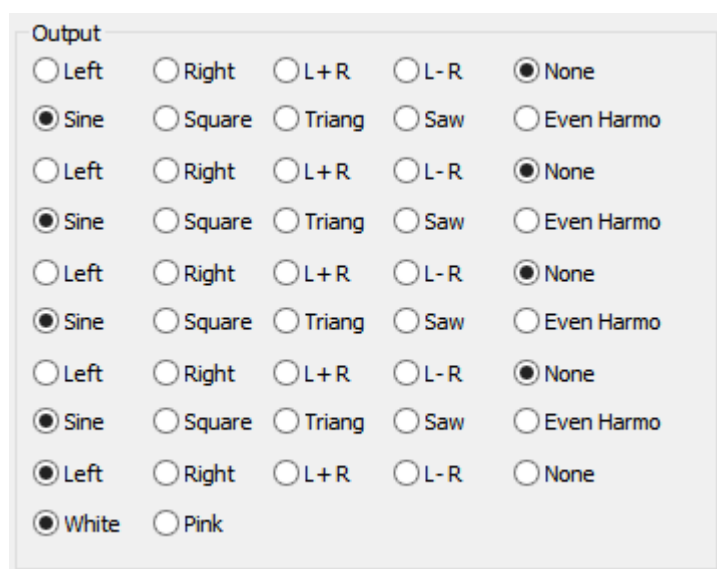 Output
Left Right L+R L-R None
Sine Square Triang Saw Even Harmo
Left Right L+R L-R None
Sine Square Triang Saw Even Harmo
Left Right L+R L-R None
Sine Square Triang Saw Even Harmo
Left Right L+R L-R None
Sine Square Triang Saw Even Harmo
Left Right L+R L-R None
White Pink